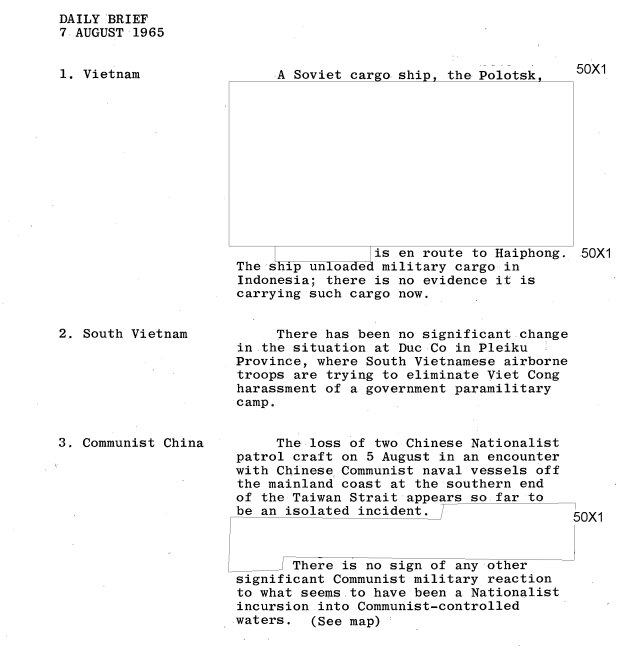 DAILY BRIEF
7 AUGUST 1965
1. Vietnam
A Soviet cargo ship, the Polotsk,
50X1
is en route to Haiphong.
50X1
The ship unloaded military cargo in
Indonesia; there is no evidence it is
carrying such cargo now.
2. South Vietnam
There has been no significant change
in the situation at Duc Co in Pleiku
Province, where South Vietnamese airborne
troops are trying to eliminate Viet Cong
harassment of a government paramilitary
camp.
3. Communist China
The loss of two Chinese Nationalist
patrol craft on 5 August in an encounter
with Chinese Communist naval vessels off
the mainland coast at the southern end
of the Taiwan Strait appears so far to
be an isolated incident.
50X1
There is no sign of any other
significant Communist military reaction
to what seems to have been a Nationalist
incursion into Communist-controlled
waters. (See map)